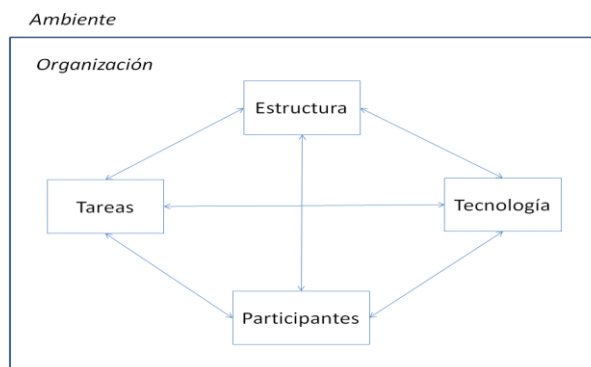 Ambiente
Organización
Estructura
Tareas
Tecnología
Participantes